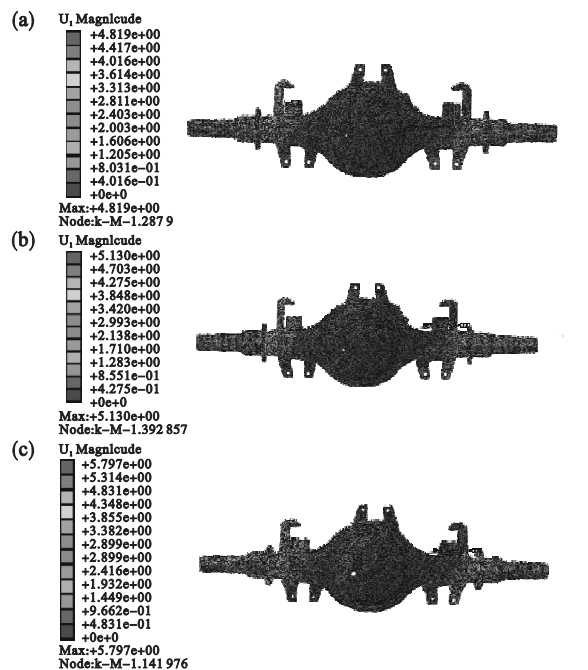 (a)
U, Magnlcude
+4.819e+00
+4.417e+00
+4.016e+00
+3.614e+00
+3.313e+00
+2.811e+00
+2.403e+00
+2.003e+00
+1.606e+00
+1.205e+00
+8.031e-01
+4.016e-01
+0e+0
Max:+4.819e+00
Node:k-M-1.287 9
(b)
U, Magnlcude
+5.130e+00
+4.703e+00
+4.275e+00
+3.848e+00
+3.420e+00
+2.993e+00
+2.138e+00
+1.710e+00
+1.283e+00
+8.551e-01
+4.275e-01
+0e+0
Max:+5.130e+00
Node:k-M-1.392 857
(c)
U, Magnlcude
+5.797e+00
+5.314e+00
+4.831e+00
+4.348e+00
+3.855e+00
+3.382e+00
+2.899e+00
+2.899e+00
+2.416e+00
+1.932e+00
+1.449e+00
+9.662e-01
+4.831e-01
+0e+0
Max:+5.797e+00
Node:k-M-1.141 976